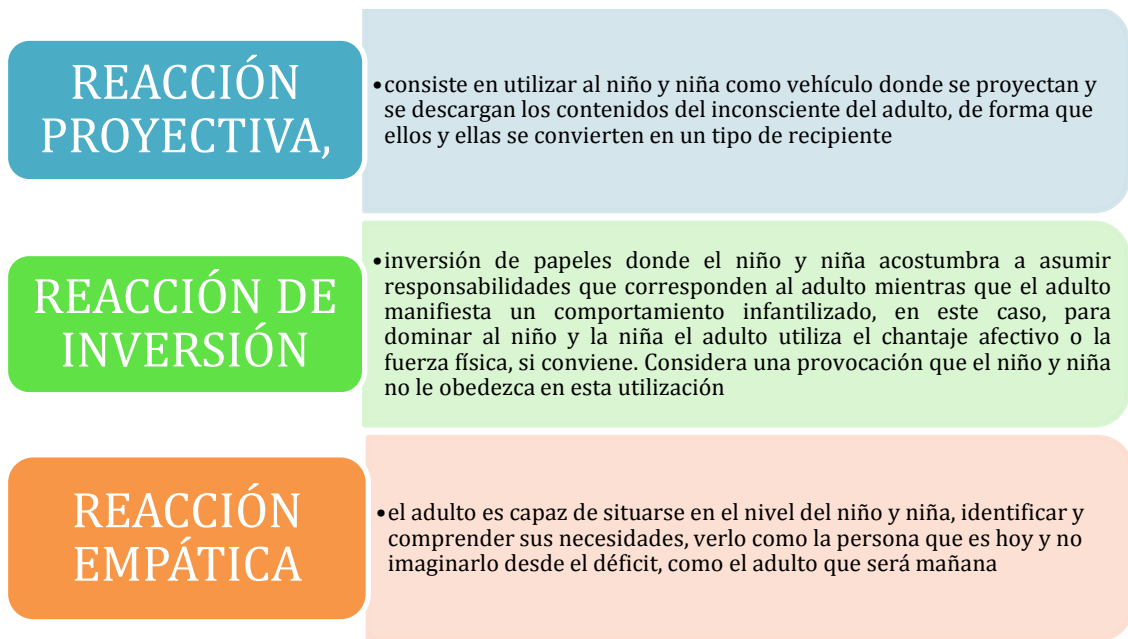 REACCIÓN
PROYECTIVA,
•consiste en utilizar al niño y niña como vehículo donde se proyectan y
se descargan los contenidos del inconsciente del adulto, de forma que
ellos y ellas se convierten en un tipo de recipiente
REACCIÓN DE
INVERSIÓN
•inversión de papeles donde el niño y niña acostumbra a asumir
responsabilidades que corresponden al adulto mientras que el adulto
manifiesta un comportamiento infantilizado, en este caso, para
dominar al niño y la niña el adulto utiliza el chantaje afectivo o la
fuerza física, si conviene. Considera una provocación que el niño y niña
no le obedezca en esta utilización
REACCIÓN
EMPÁTICA
•el adulto es capaz de situarse en el nivel del niño y niña, identificar y
comprender sus necesidades, verlo como la persona que es hoy y no
imaginarlo desde el déficit, como el adulto que será mañana